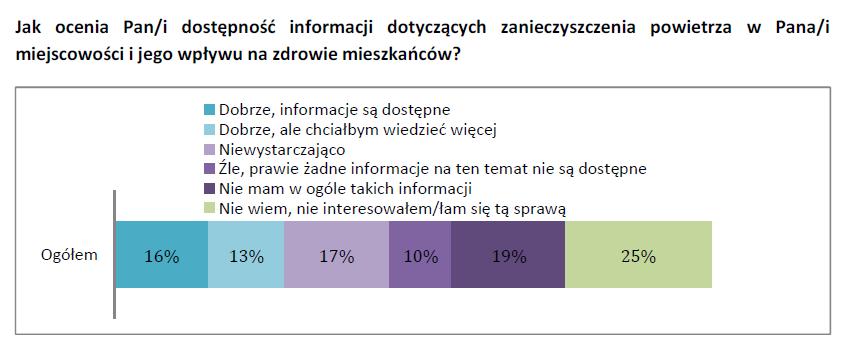 Jak ocenia Pan/i dostępność informacji dotyczących zanieczyszczenia powietrza w Pana/i
miejscowości i jego wpływu na zdrowie mieszkańców?
Dobrze, informacje są dostępne
Dobrze, ale chciałbym wiedzieć więcej
Niewystarczająco
Źle, prawie żadne informacje na ten temat nie są dostępne
Nie mam w ogóle takich informacji
Nie wiem, nie interesowałem/łam się tą sprawą
Ogółem 16% 13% 17% 10% 19% 25%